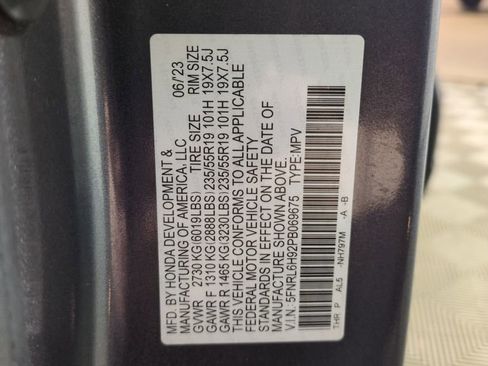 MFD. BY HONDA DEVELOPMENT & 06/'23
MANUFACTURING OF AMERICA, LLC
GVWR 2730 KG(6018LBS) TIRE SIZE RIM SIZE
GAWR F 1310 KG(2888LBS)235/55R19 101H 19X7.5J
GAWR R 1465 KG(3230LBS)235/55R19 101H 19X7.5J
THIS VEHICLE CONFORMS TO ALL APPLICABLE
FEDERAL MOTOR VEHICLE SAFETY
STANDARDS IN EFFECT ON THE DATE OF
MANUFACTURE SHOWN ABOVE.
V.I.N: 5FNRL6H92PB069675 TYPE:MPV
THR P AL5 -NH797M -A -B